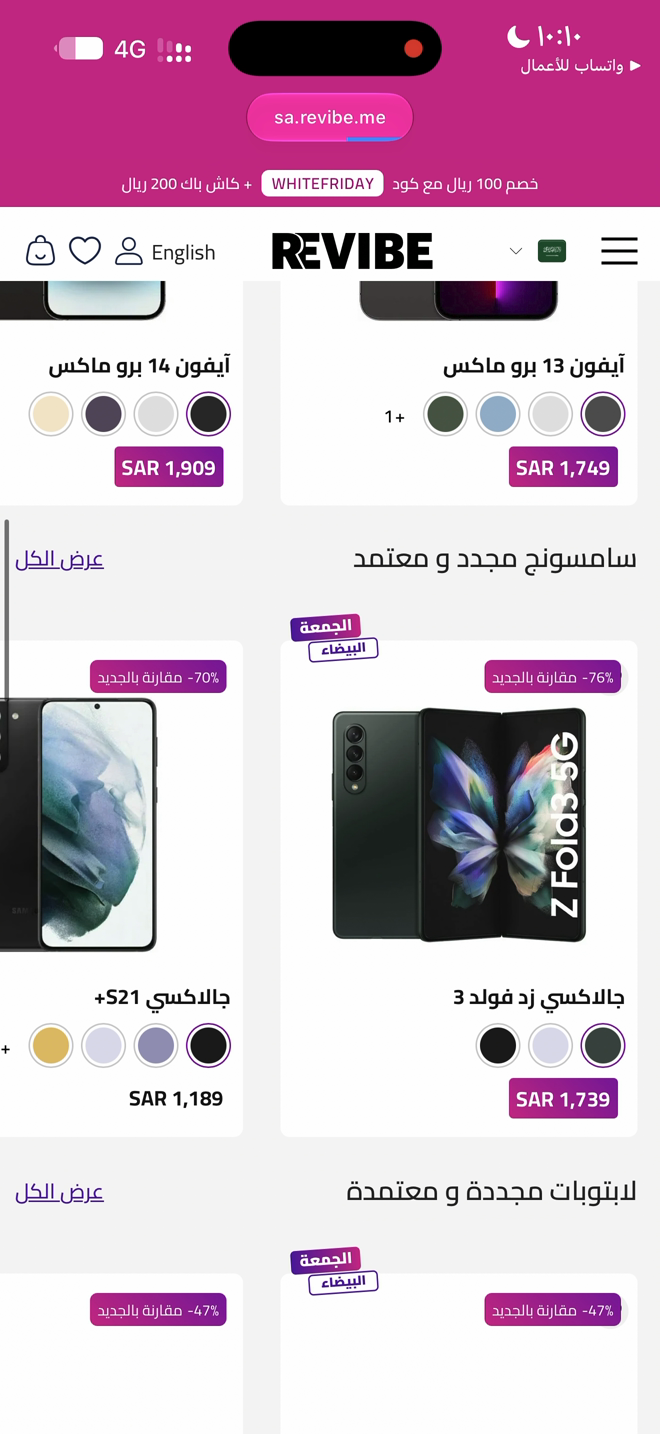 ١٠:١٠
4G
واتساب للأعمال ◀
sa.revibe.me
خصم 100 ريال مع كود WHITEFRIDAY + كاش باك 200 ريال
REVIBE
English
آيفون 13 برو ماكس
+1
SAR 1,749
آيفون 14 برو ماكس
SAR 1,909
سامسونج مجدد و معتمد
عرض الكل
الجمعة
البيضاء
-76% مقارنة بالجديد
Z Fold3 5G
جالاكسي زد فولد 3
SAR 1,739
-70% مقارنة بالجديد
جالاكسي S21+
+
SAR 1,189
لابتوبات مجددة و معتمدة
عرض الكل
الجمعة
البيضاء
-47% مقارنة بالجديد
-47% مقارنة بالجديد